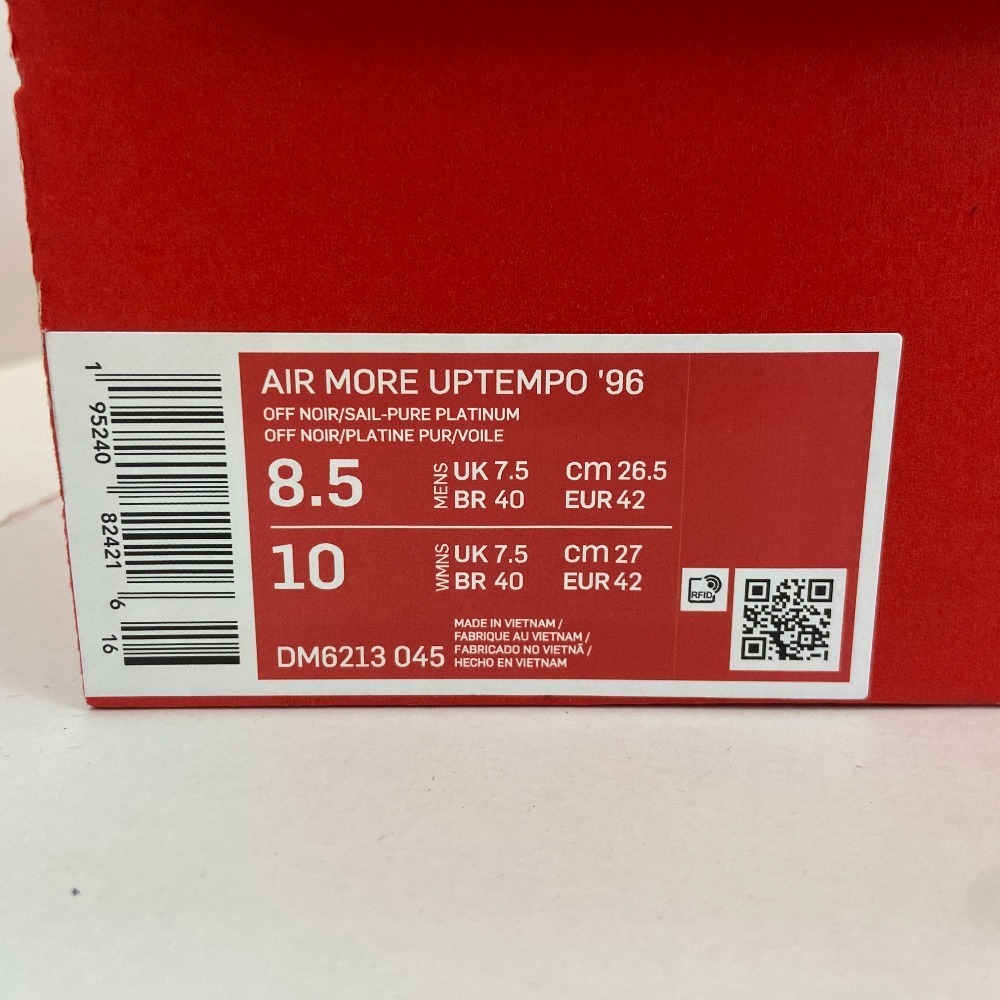 AIR MORE UPTEMPO '96
OFF NOIR/SAIL-PURE PLATINUM
OFF NOIR/PLATINE PUR/VOILE
8.5 MENS UK 7.5 cm 26.5
BR 40 EUR 42
10 WMNS UK 7.5 cm 27
BR 40 EUR 42
MADE IN VIETNAM /
FABRIQUE AU VIETNAM /
FABRICADO NO VIETNÃ /
HECHO EN VIETNAM
DM6213 045
RFID
1 95240 82421 6 16